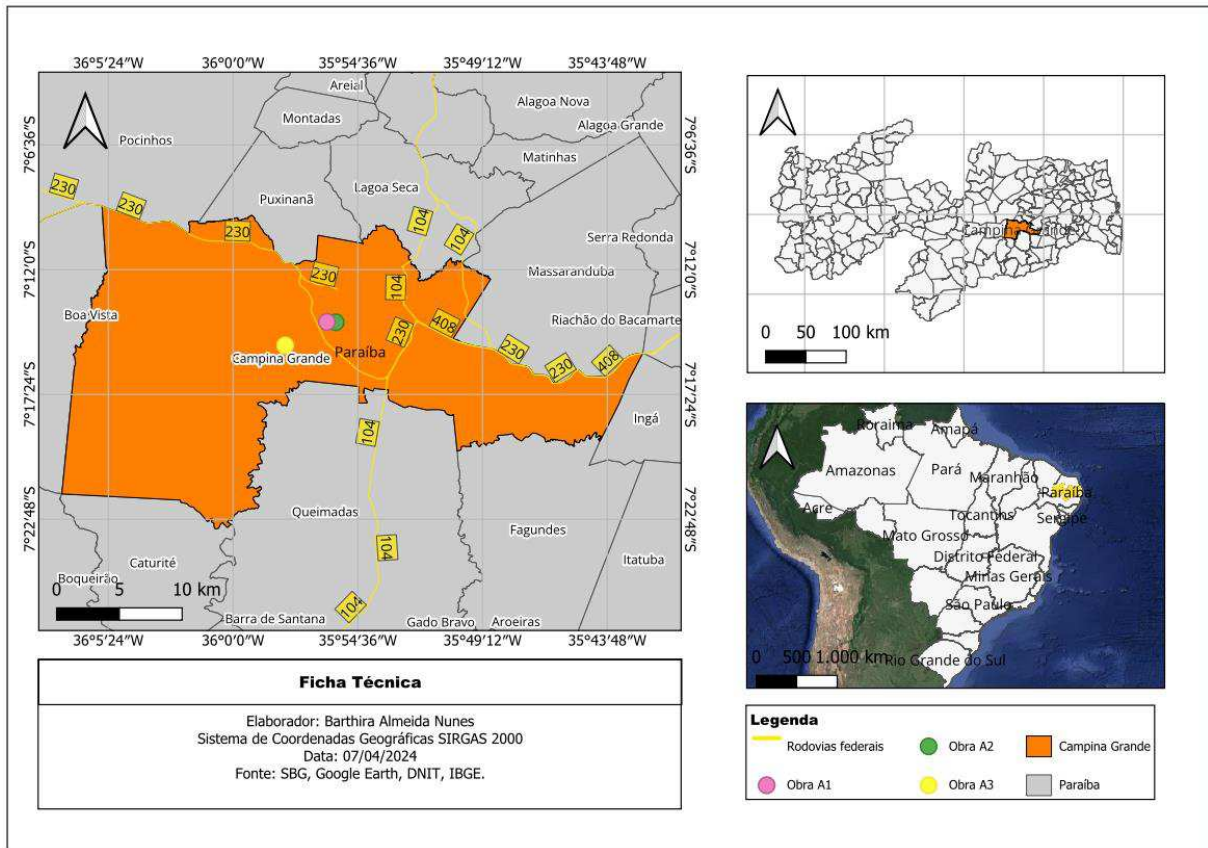 36°5′24″W 36°0′0″W 35°54′36″W 35°49′12″W 35°43′48″W
7°6′36″S
7°12′0″S
7°17′24″S
7°22′48″S
Areial
Alagoa Nova
Montadas
Alagoa Grande
Pocinhos
Matinhas
Puxinanã
Lagoa Seca
230
230
230
104
104
Serra Redonda
230
104
Massaranduba
Boa Vista
408
230
Riachão do Bacamarte
Campina Grande
Paraíba
230
230
408
Ingá
104
Queimadas
Fagundes
104
Caturité
Itatuba
Boqueirão
104
Barra de Santana
Gado Bravo
Aroeiras
0 5 10 km
7°6′36″S
7°12′0″S
7°17′24″S
7°22′48″S
36°5′24″W 36°0′0″W 35°54′36″W 35°49′12″W 35°43′48″W
Campina Grande
0 50 100 km
Roraima
Amapá
Amazonas
Pará
Maranhão
Paraíba
Acre
Tocantins
Sergipe
Mato Grosso
Distrito Federal
Minas Gerais
São Paulo
Rio Grande do Sul
0 500 1.000 km
Ficha Técnica
Elaborador: Barthira Almeida Nunes
Sistema de Coordenadas Geográficas SIRGAS 2000
Data: 07/04/2024
Fonte: SBG, Google Earth, DNIT, IBGE.
Legenda
Rodovias federais
Obra A2
Campina Grande
Obra A1
Obra A3
Paraíba